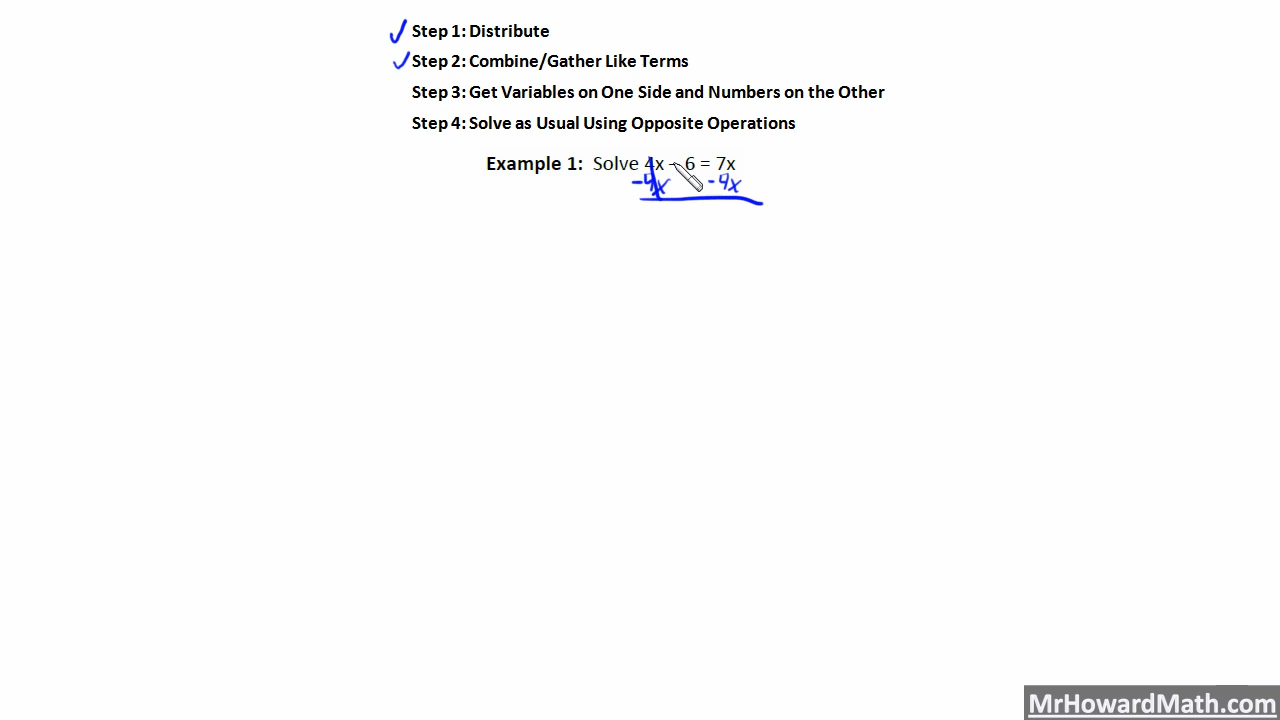 Step 1: Distribute
Step 2: Combine/Gather Like Terms
Step 3: Get Variables on One Side and Numbers on the Other
Step 4: Solve as Usual Using Opposite Operations
Example 1: Solve 4x - 6 = 7x
-4x -4x
MrHowardMath.com